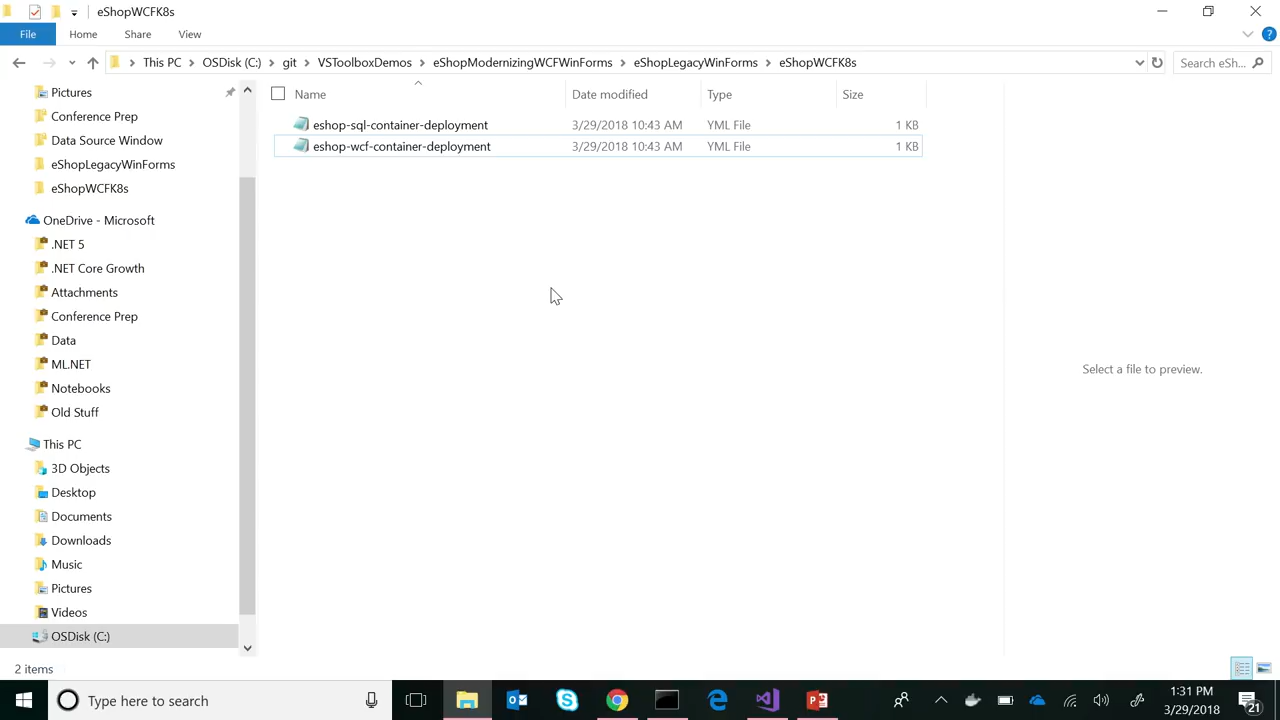 eShopWCFK8s
File Home Share View
This PC OSDisk (C:) git VSToolboxDemos eShopModernizingWCFWinForms eShopLegacyWinForms eShopWCFK8s
Search eSh...
Name Date modified Type Size
eshop-sql-container-deployment 3/29/2018 10:43 AM YML File 1 KB
eshop-wcf-container-deployment 3/29/2018 10:43 AM YML File 1 KB
Pictures
Conference Prep
Data Source Window
eShopLegacyWinForms
eShopWCFK8s
OneDrive - Microsoft
.NET 5
.NET Core Growth
Attachments
Conference Prep
Data
ML.NET
Notebooks
Old Stuff
This PC
3D Objects
Desktop
Documents
Downloads
Music
Pictures
Videos
OSDisk (C:)
Select a file to preview.
2 items
Type here to search
1:31 PM
3/29/2018
21